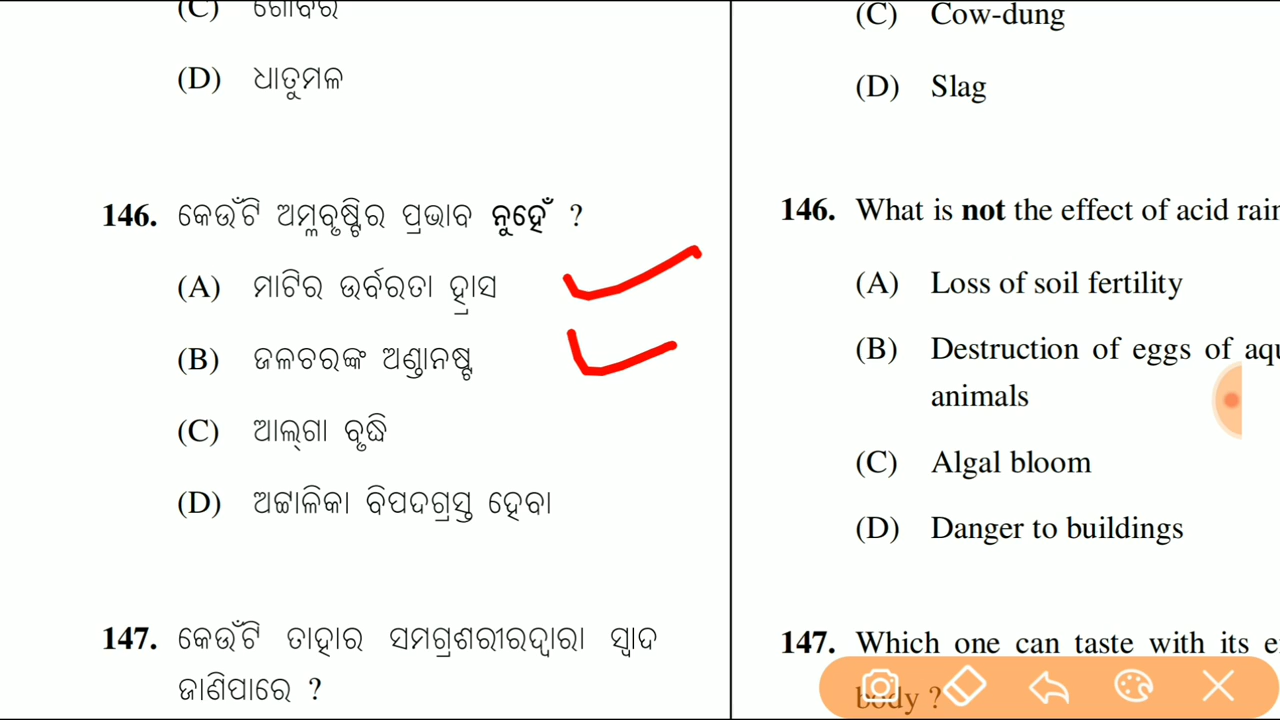 (C) ଗୋବର
(D) ଧାତୁମଳ
146. କେଉଁଟି ଅମ୍ଳବୃଷ୍ଟିର ପ୍ରଭାବ ନୁହେଁ ?
(A) ମାଟିର ଉର୍ବରତା ହ୍ରାସ
(B) ଜଳଚରଙ୍କ ଅଣ୍ଡାନଷ୍ଟ
(C) ଆଲ୍‌ଗା ବୃଦ୍ଧି
(D) ଅଟ୍ଟାଳିକା ବିପଦଗ୍ରସ୍ତ ହେବା
147. କେଉଁଟି ତାହାର ସମଗ୍ରଶରୀରଦ୍ୱାରା ସ୍ୱାଦ
ଜାଣିପାରେ ?
(C) Cow-dung
(D) Slag
146. What is not the effect of acid rain
(A) Loss of soil fertility
(B) Destruction of eggs of
animals
(C) Algal bloom
(D) Danger to buildings
147. Which one can taste with its
body ?